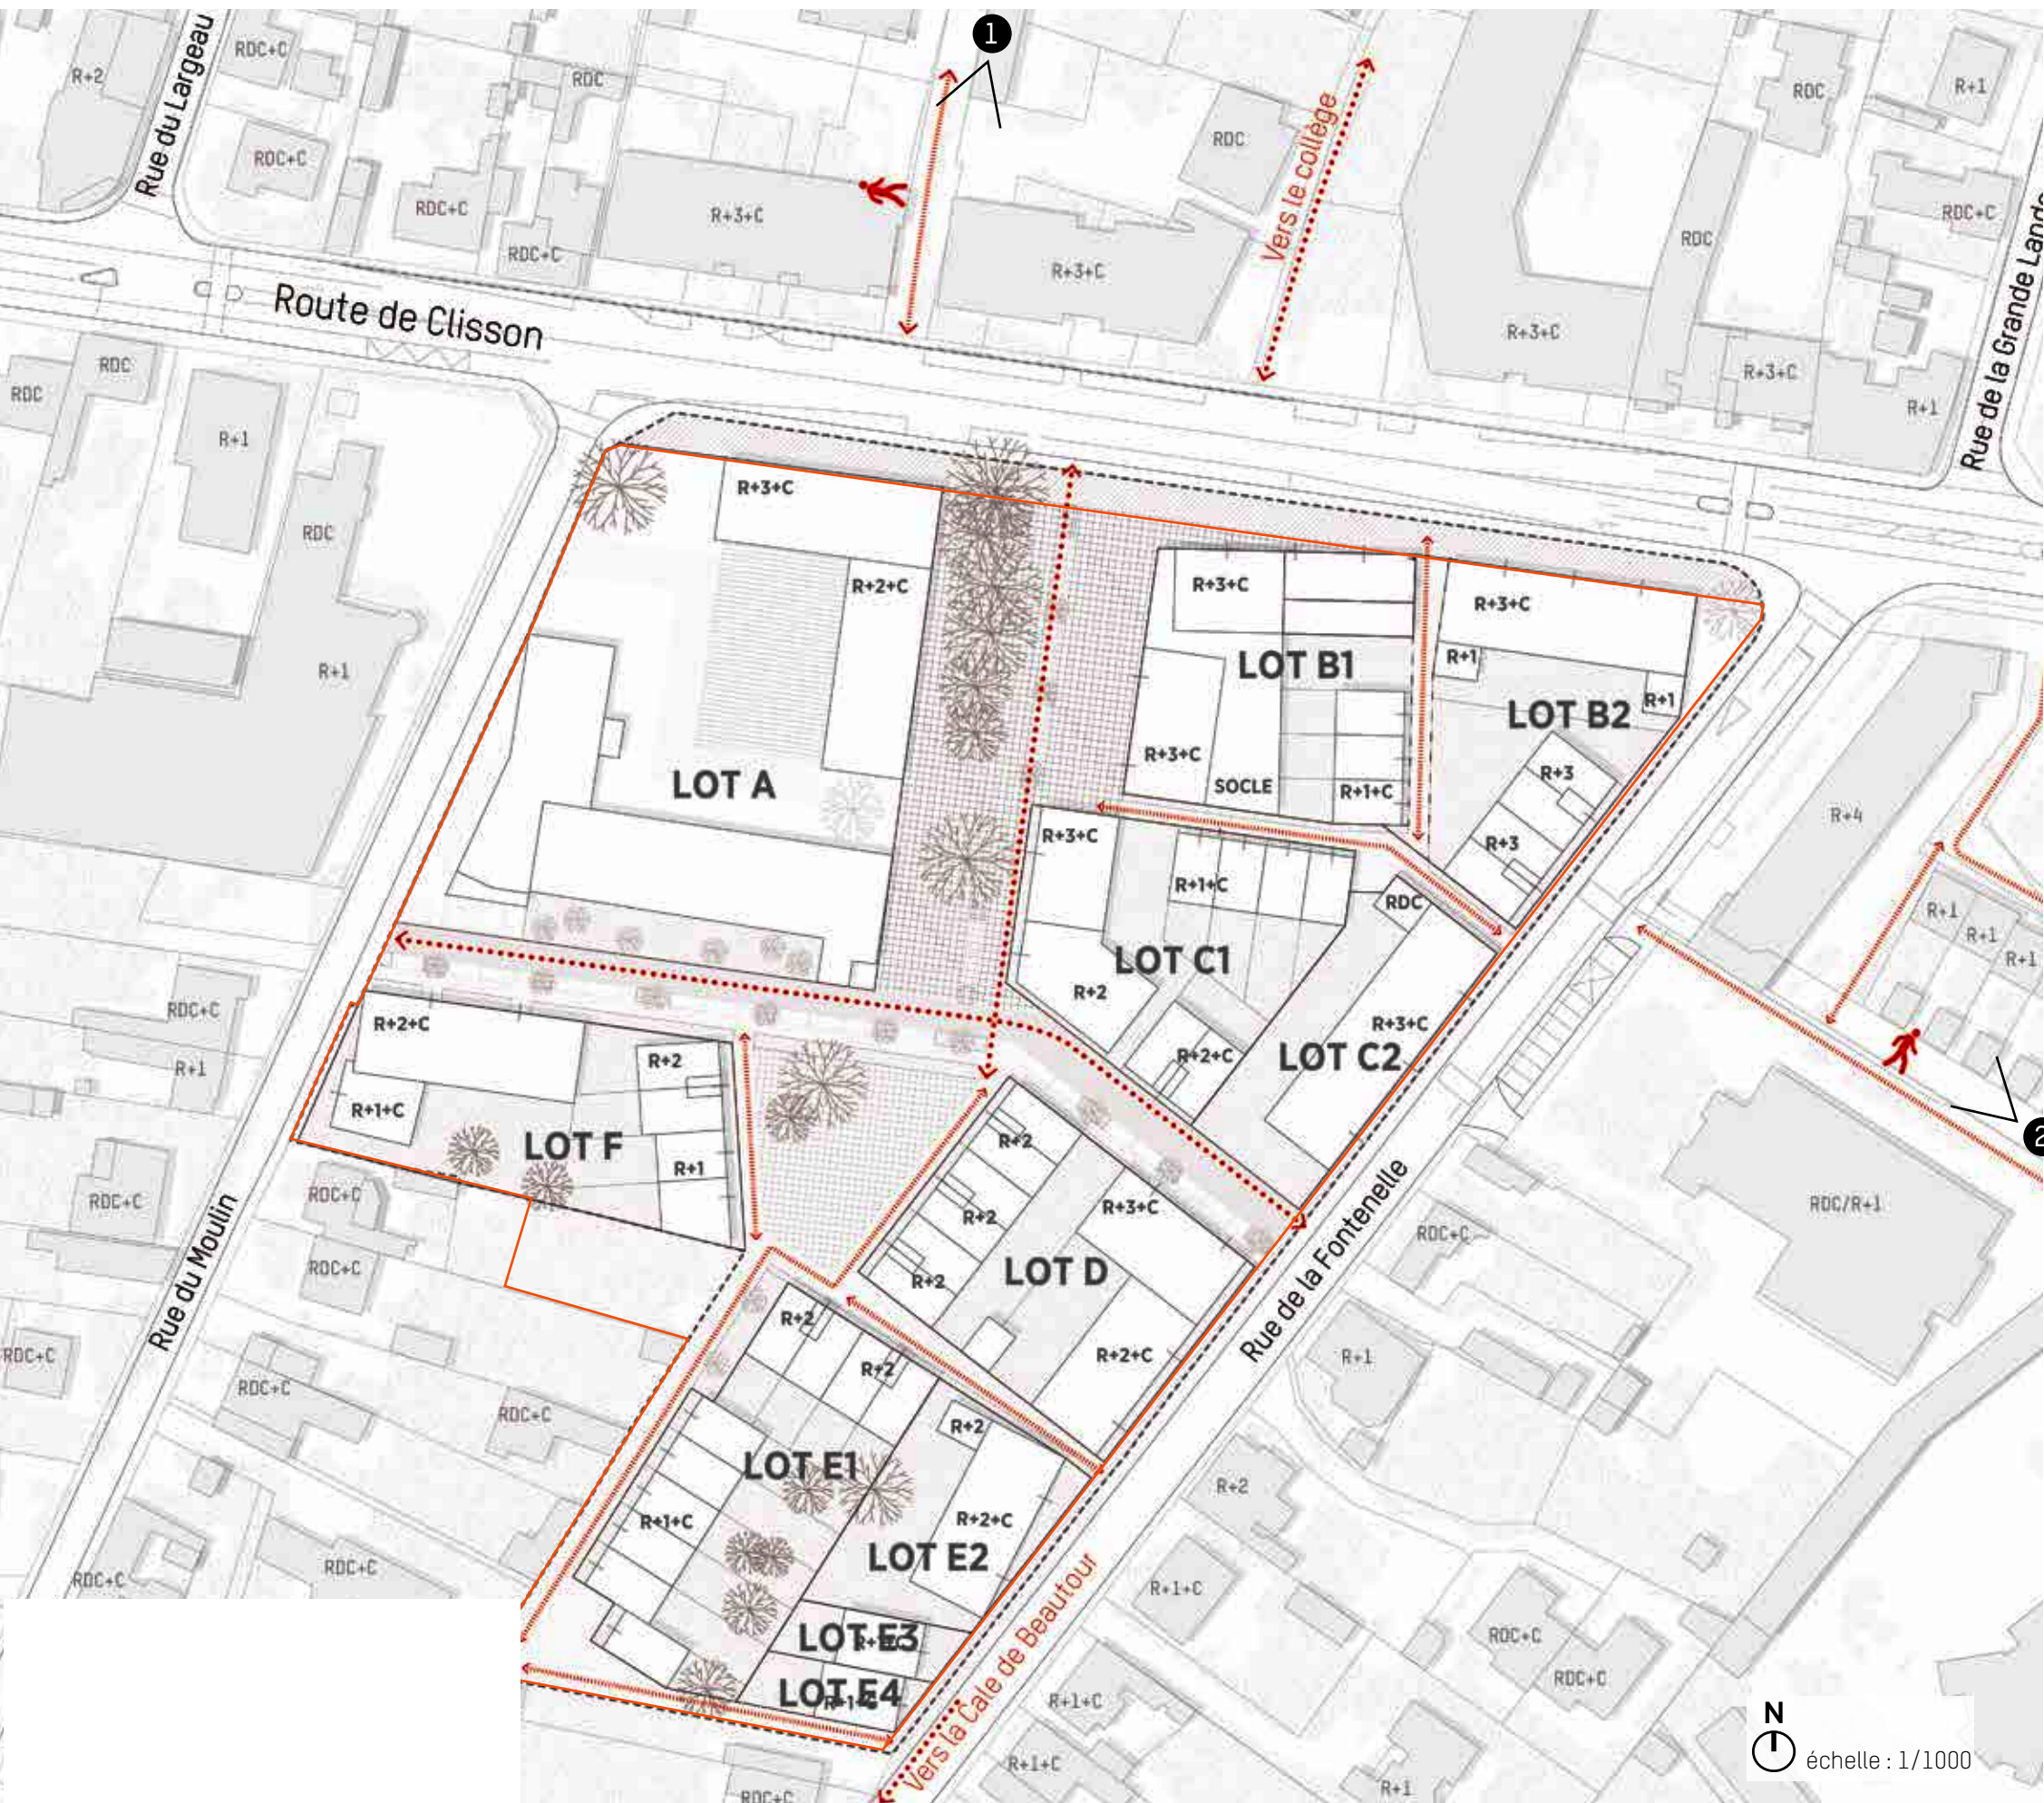 1
RDC+C
R+2
RDC
Rue du Largeau
RDC
R+1
RDC+C
Vers le collège
RDC
RDC+C
R+3+C
RDC+C
RDC+C
R+3+C
RDC
Rue de la Grande Lande
Route de Clisson
R+3+C
RDC
RDC
R+3+C
R+1
R+1
R+3+C
RDC
R+2+C
R+3+C
R+3+C
R+1
LOT B1
R+1
R+1
LOT B2
LOT A
R+3+C
SOCLE
R+1+C
R+3
R+3
R+4
R+3+C
R+1+C
RDC
R+1
R+1
R+1
LOT C1
R+2
RDC+C
R+1
R+2+C
R+2
R+1+C
R+2+C
R+3+C
LOT C2
2
LOT F
R+1
R+2
R+2
R+2
R+3+C
LOT D
R+2+C
RDC+C
RDC+C
RDC+C
Rue du Moulin
Rue de la Fontenelle
RDC+C
RDC/R+1
RDC+C
RDC+C
RDC+C
R+2
R+2
R+2
R+1
LOT E1
R+1+C
R+2+C
LOT E2
R+2
RDC+C
RDC+C
R+1+C
LOT E3
LOT E4
Vers la Cale de Beautour
R+1+C
R+1+C
RDC+C
RDC+C
R+1
RDC+C
N
échelle : 1/1000